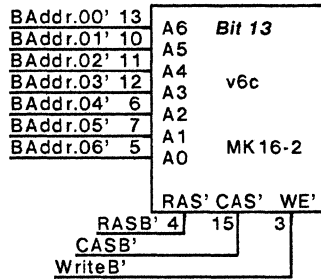 BAddr.00' 13 A6 Bit 13
BAddr.01' 10 A5
BAddr.02' 11 A4
BAddr.03' 12 A3 v6c
BAddr.04' 6 A2
BAddr.05' 7 A1 MK16-2
BAddr.06' 5 A0
RAS' CAS' WE'
RASB' 4 15 3
CASB'
WriteB'